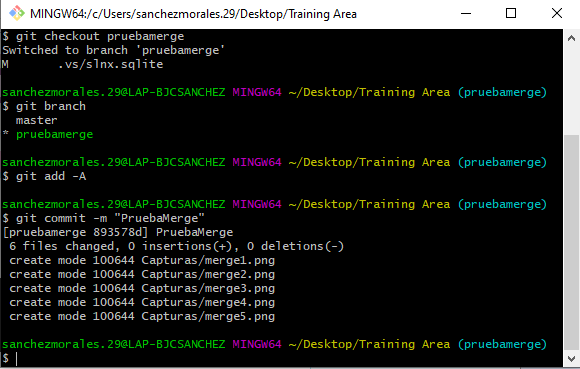 MINGW64:/c/Users/sanchezmorales.29/Desktop/Training Area
$ git checkout pruebamerge
Switched to branch 'pruebamerge'
M       .vs/slnx.sqlite
sanchezmorales.29@LAP-BJCSANCHEZ MINGW64 ~/Desktop/Training Area (pruebamerge)
$ git branch
  master
* pruebamerge
sanchezmorales.29@LAP-BJCSANCHEZ MINGW64 ~/Desktop/Training Area (pruebamerge)
$ git add -A
sanchezmorales.29@LAP-BJCSANCHEZ MINGW64 ~/Desktop/Training Area (pruebamerge)
$ git commit -m "PruebaMerge"
[pruebamerge 893578d] PruebaMerge
 6 files changed, 0 insertions(+), 0 deletions(-)
 create mode 100644 Capturas/merge1.png
 create mode 100644 Capturas/merge2.png
 create mode 100644 Capturas/merge3.png
 create mode 100644 Capturas/merge4.png
 create mode 100644 Capturas/merge5.png
sanchezmorales.29@LAP-BJCSANCHEZ MINGW64 ~/Desktop/Training Area (pruebamerge)
$